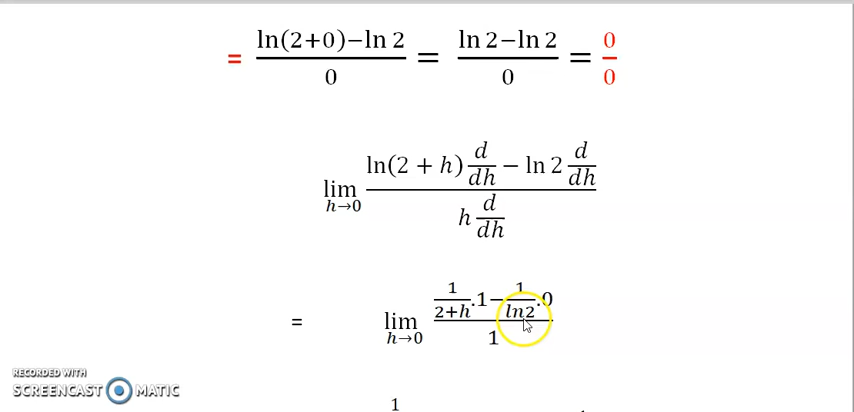 = ln(2+0)−ln 2 / 0 = ln 2−ln 2 / 0 = 0/0
lim h→0 ln(2 + h) d/dh − ln 2 d/dh / h d/dh
= lim h→0 1/2+h .1− 1/ln2 .0 / 1
RECORDED WITH
SCREENCAST MATIC
1